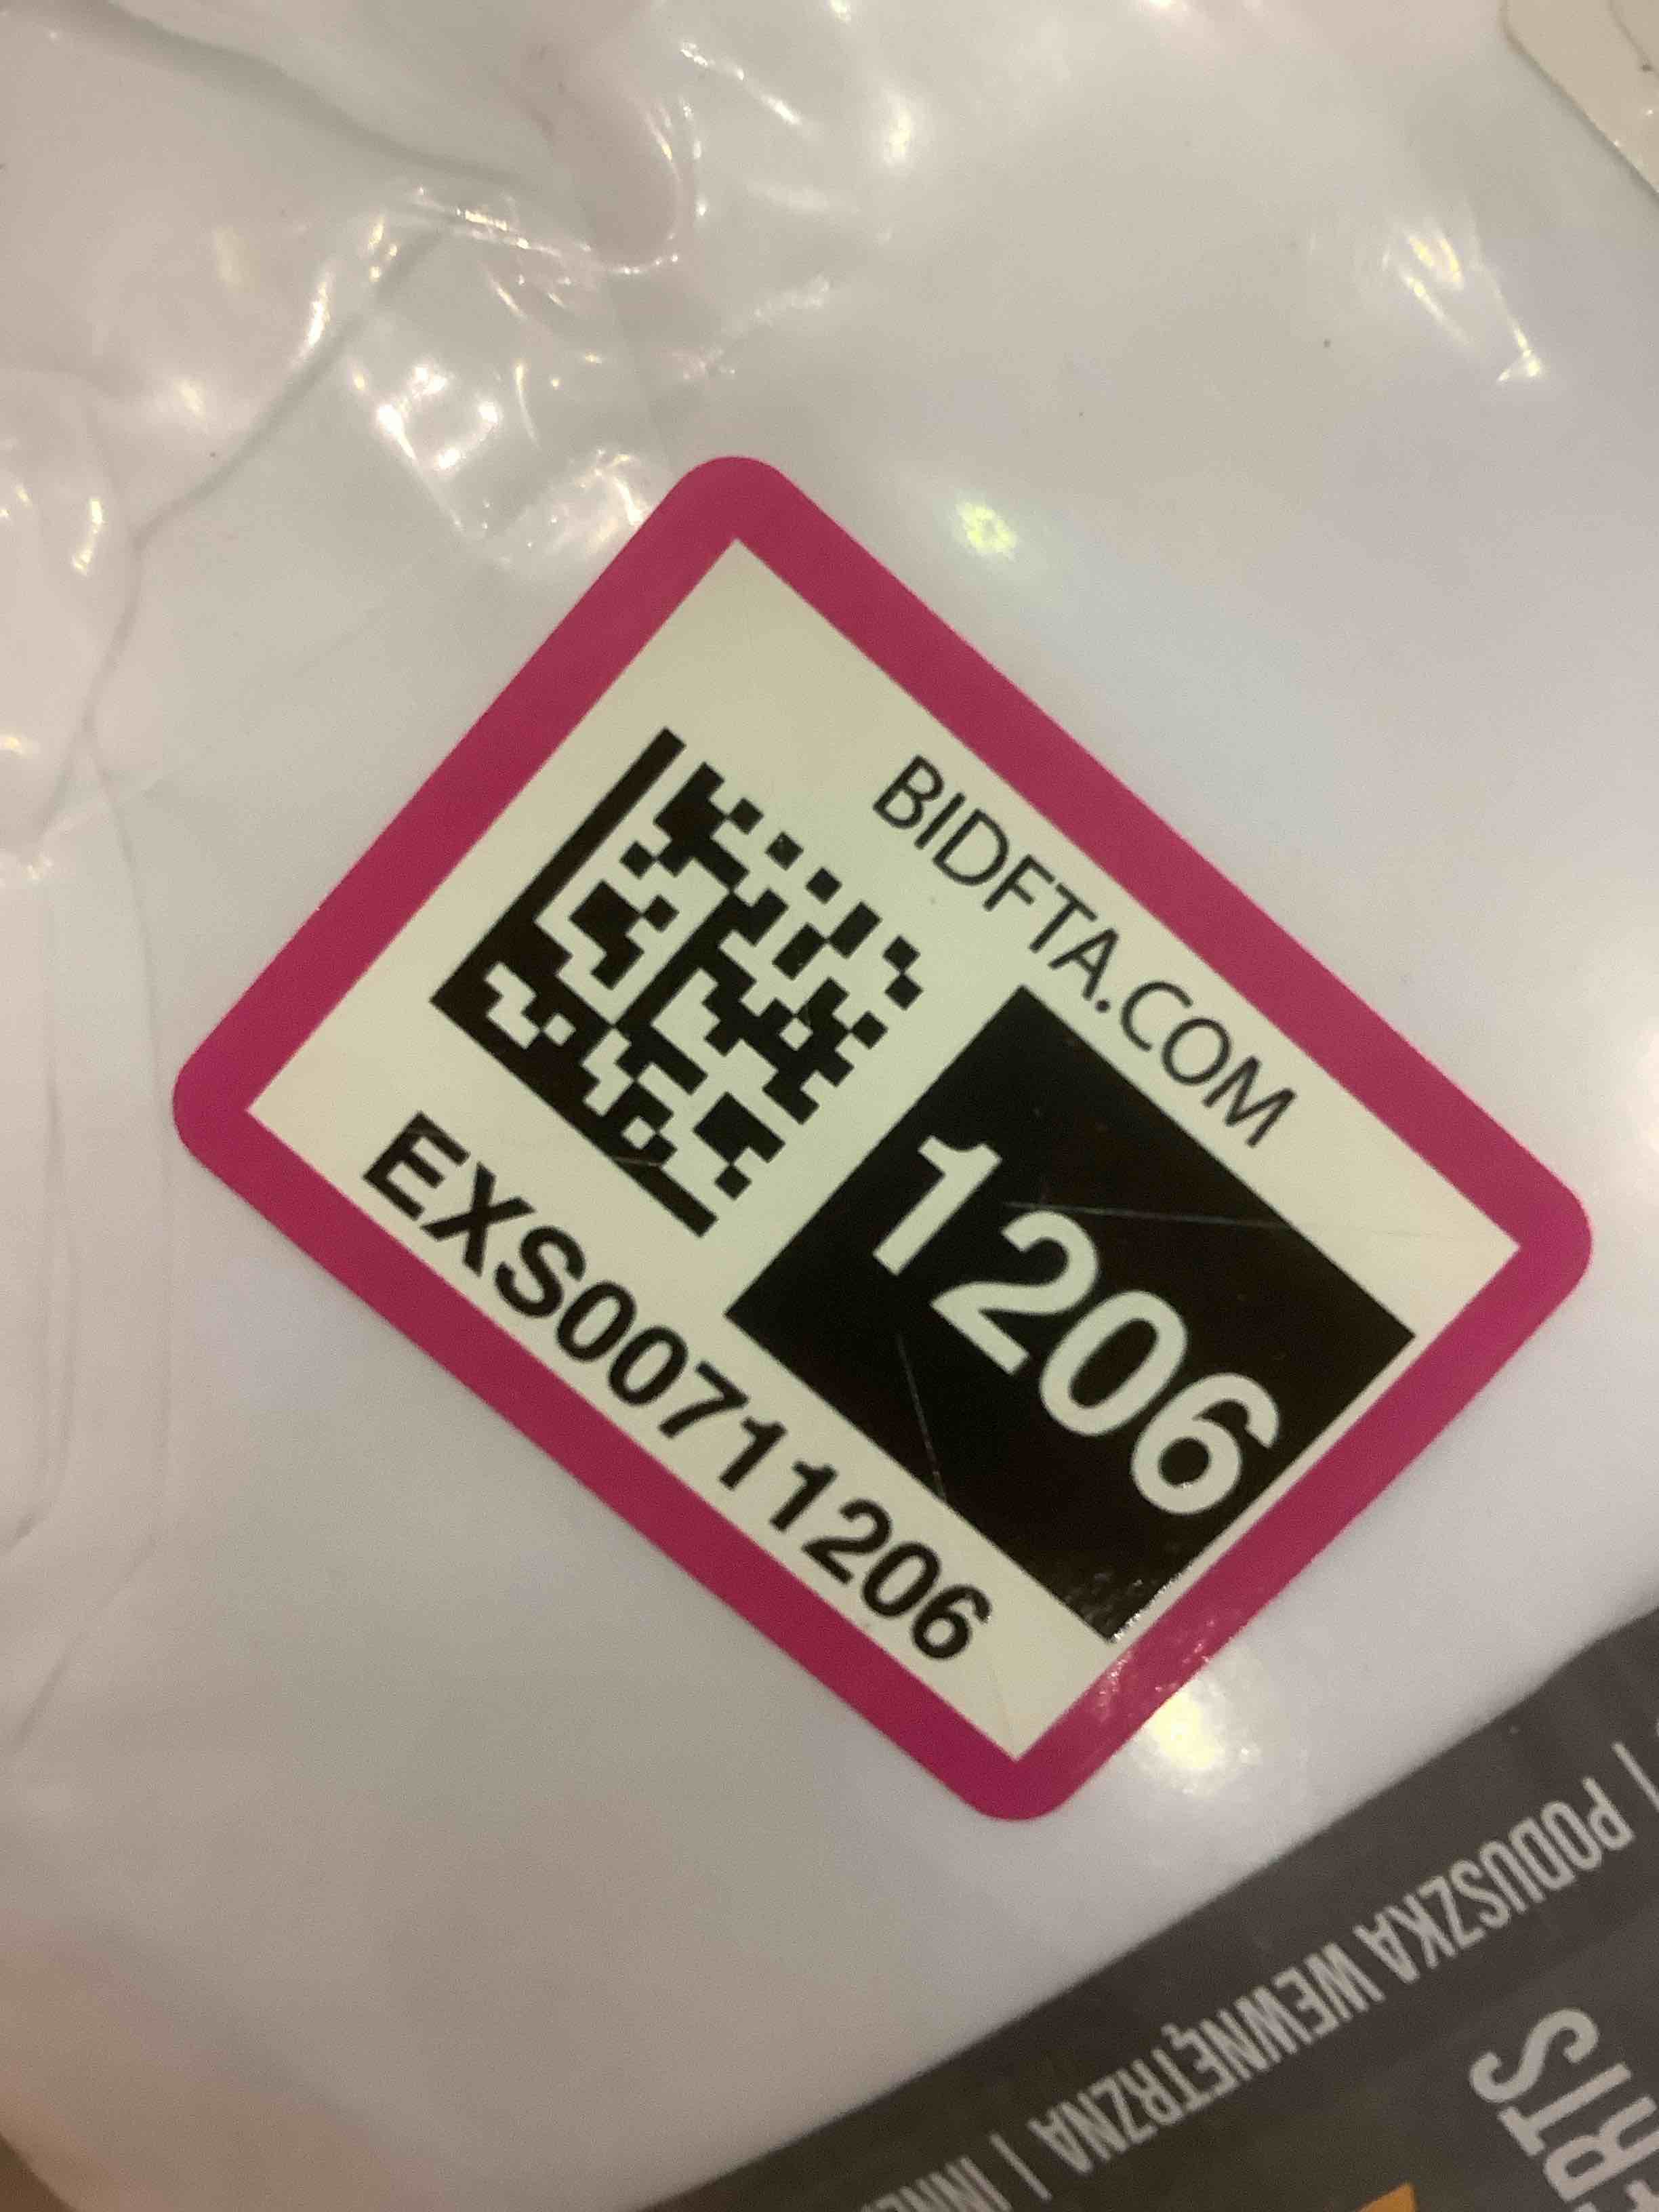 BIDFTA.COM
1206
EXS00711206
| PODUSZKA WEWNĘTRZNA |